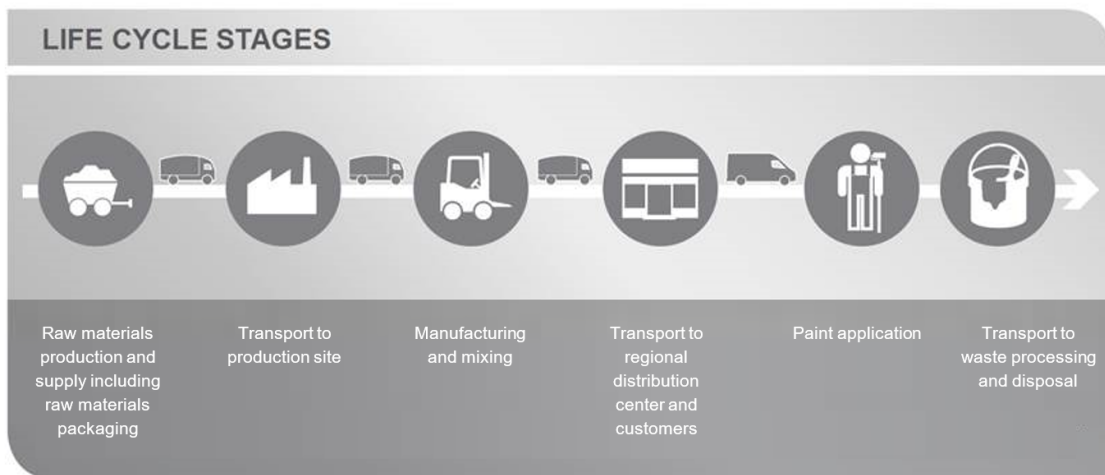 LIFE CYCLE STAGES
Raw materials
production and
supply including
raw materials
packaging
Transport to
production site
Manufacturing
and mixing
Transport to
regional
distribution
center and
customers
Paint application
Transport to
waste processing
and disposal